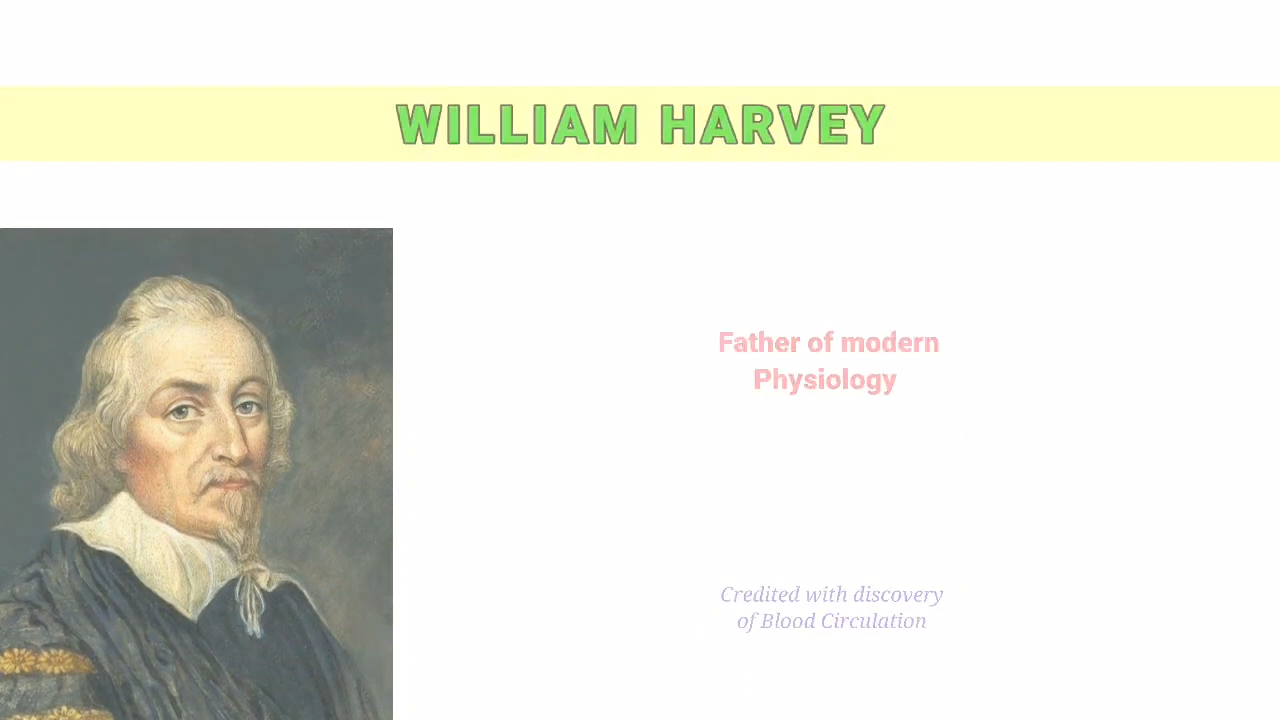 WILLIAM HARVEY
Father of modern
Physiology
Credited with discovery
of Blood Circulation